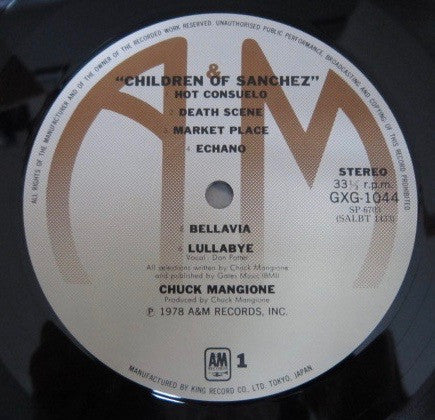 ALL RIGHTS OF THE MANUFACTURER AND OF THE OWNER OF THE RECORDED WORK RESERVED. UNAUTHORISED PUBLIC PERFORMANCE, BROADCASTING AND COPYING OF THIS RECORD PROHIBITED
A&M
"CHILDREN OF SANCHEZ"
HOT CONSUELO
DEATH SCENE
MARKET PLACE
4 ECHANO
STEREO
33⅓ r.p.m.
GXG-1044
(SALBT 1453)
BELLAVIA
6 LULLABYE
Vocal: Don Potter
All selections written by Chuck Mangione
and published by Gates Music (BMI)
CHUCK MANGIONE
Produced by Chuck Mangione
℗ 1978 A&M RECORDS, INC.
AM
RECORDS
1
MANUFACTURED BY KING RECORD CO. LTD. TOKYO, JAPAN